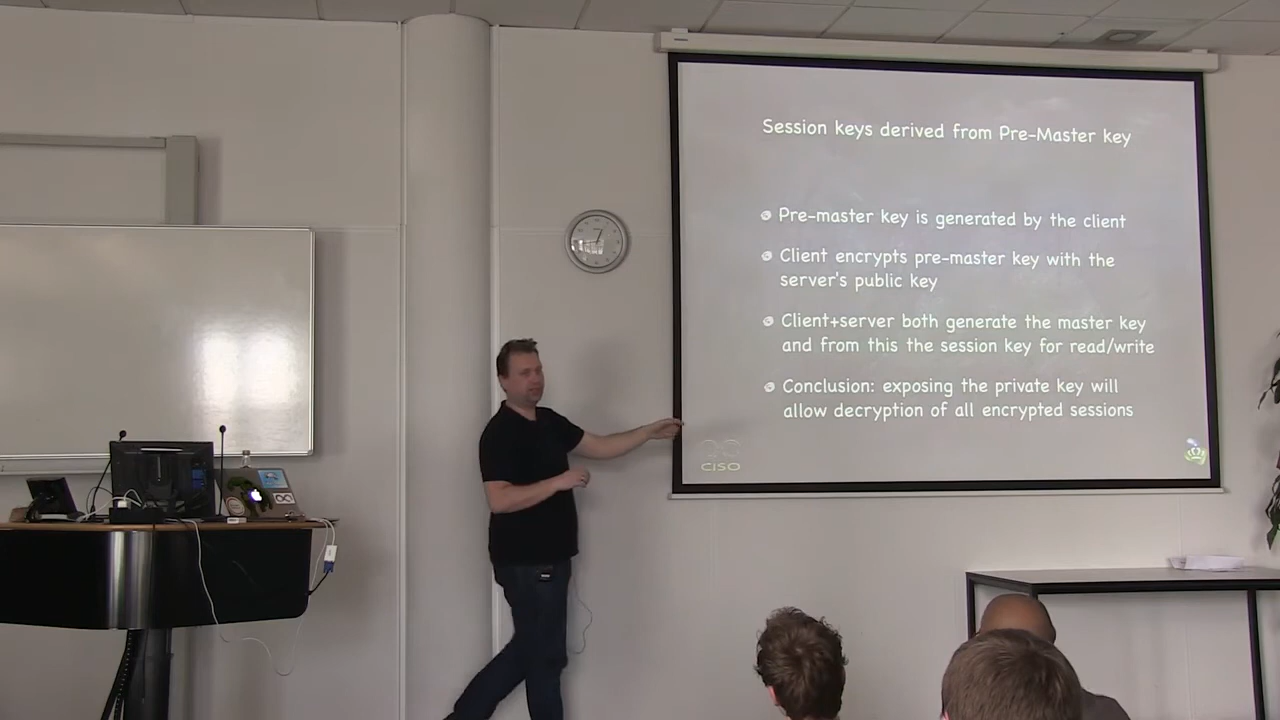 Session keys derived from Pre-Master key
Pre-master key is generated by the client
Client encrypts pre-master key with the
server's public key
Client+server both generate the master key
and from this the session key for read/write
Conclusion: exposing the private key will
allow decryption of all encrypted sessions
CISO